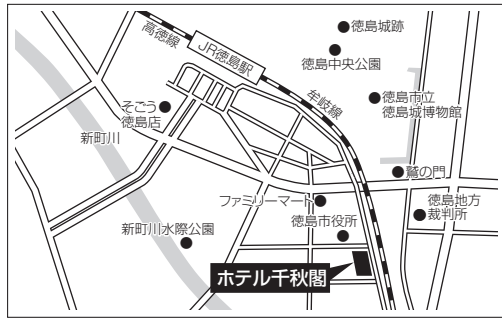 高徳線
JR徳島駅
徳島城跡
徳島中央公園
牟岐線
そごう
徳島店
徳島市立
徳島城博物館
新町川
鷲の門
ファミリーマート
徳島地方
裁判所
新町川水際公園
徳島市役所
ホテル千秋閣